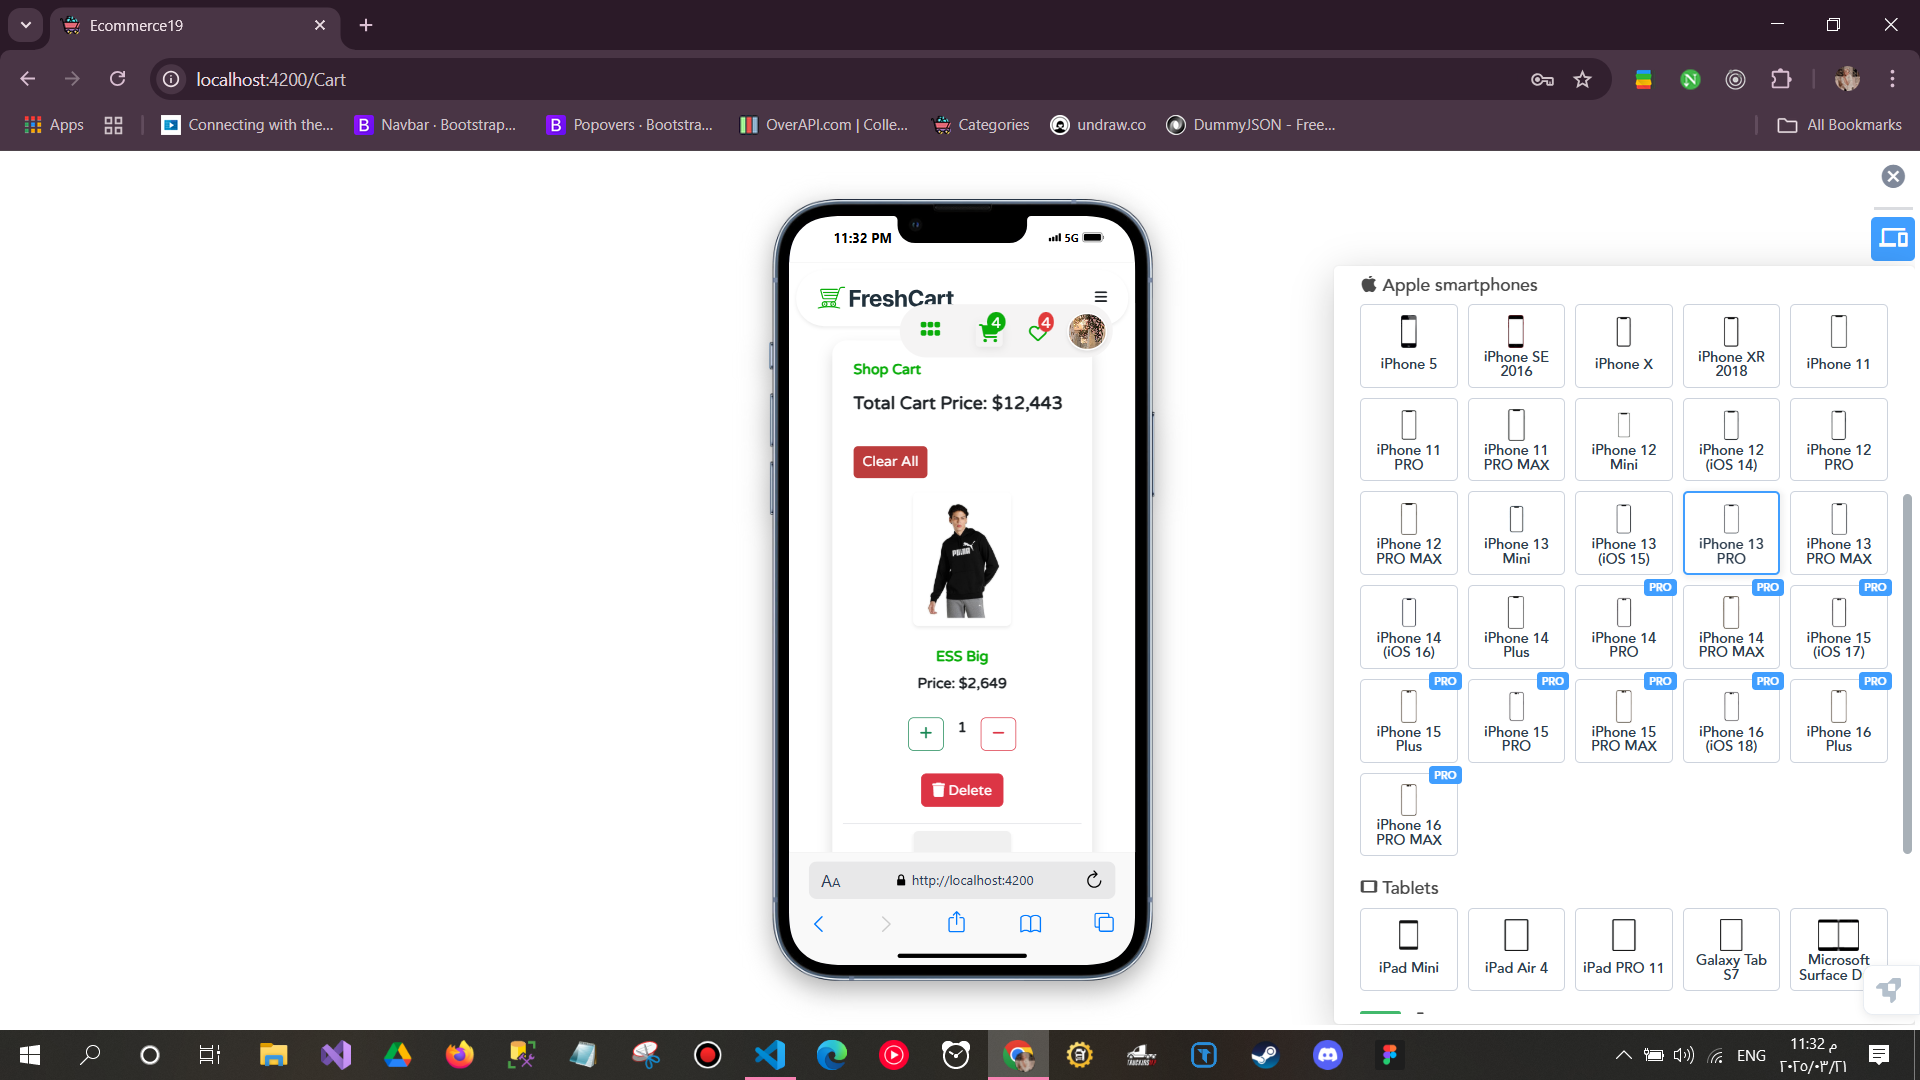 Ecommerce19
localhost:4200/Cart
Apps
Connecting with the...
Navbar · Bootstrap...
Popovers · Bootstra...
OverAPI.com | Colle...
Categories
undraw.co
DummyJSON - Free...
All Bookmarks
11:32 PM
5G
FreshCart
4
4
Shop Cart
Total Cart Price: $12,443
Clear All
PUMA
ESS Big
Price: $2,649
+ 1 −
Delete
AA http://localhost:4200
Apple smartphones
iPhone 5
iPhone SE
2016
iPhone X
iPhone XR
2018
iPhone 11
iPhone 11
PRO
iPhone 11
PRO MAX
iPhone 12
Mini
iPhone 12
(iOS 14)
iPhone 12
PRO
iPhone 12
PRO MAX
iPhone 13
Mini
iPhone 13
(iOS 15)
iPhone 13
PRO
iPhone 13
PRO MAX
iPhone 14
(iOS 16)
iPhone 14
Plus
PRO
iPhone 14
PRO
PRO
iPhone 14
PRO MAX
PRO
iPhone 15
(iOS 17)
PRO
iPhone 15
Plus
PRO
iPhone 15
PRO
PRO
iPhone 15
PRO MAX
PRO
iPhone 16
(iOS 18)
PRO
iPhone 16
Plus
PRO
iPhone 16
PRO MAX
Tablets
iPad Mini
iPad Air 4
iPad PRO 11
Galaxy Tab
S7
Microsoft
Surface D
ENG
11:32 م
٢٠٢٥/٠٣/٢١